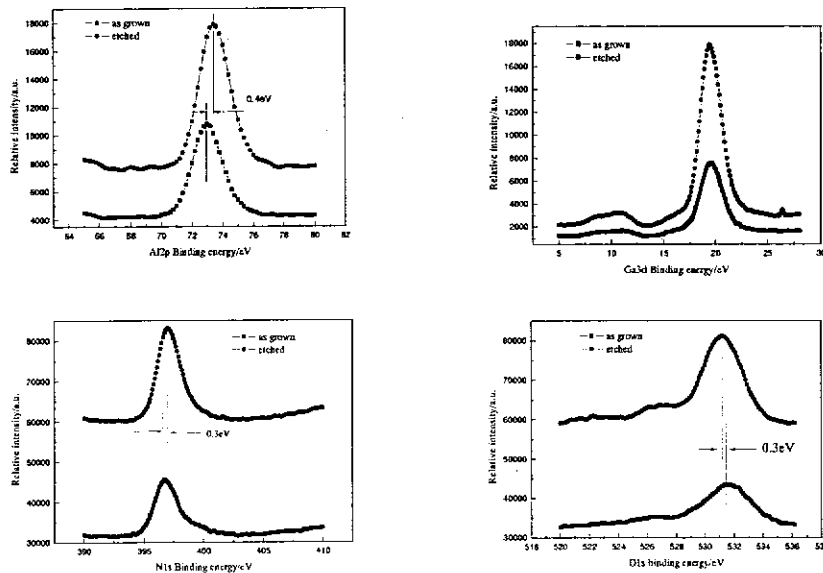 18000
16000
14000
12000
10000
8000
6000
4000
Relative intensity/a.u.
as grown
etched
0.4eV
64 66 68 70 72 74 76 78 80 82
Al2p Binding energy/eV
18000
16000
14000
12000
10000
8000
6000
4000
2000
Relative intensity/a.u.
as grown
etched
0 5 10 15 20 25 30
Ga3d Binding energy/eV
80000
70000
60000
50000
40000
30000
Relative intensity/a.u.
as grown
etched
0.3eV
390 395 400 405 410
N1s Binding energy/eV
80000
70000
60000
50000
40000
30000
Relative intensity/a.u.
as grown
etched
0.3eV
518 520 522 524 526 528 530 532 534 536 538
O1s binding energy/eV